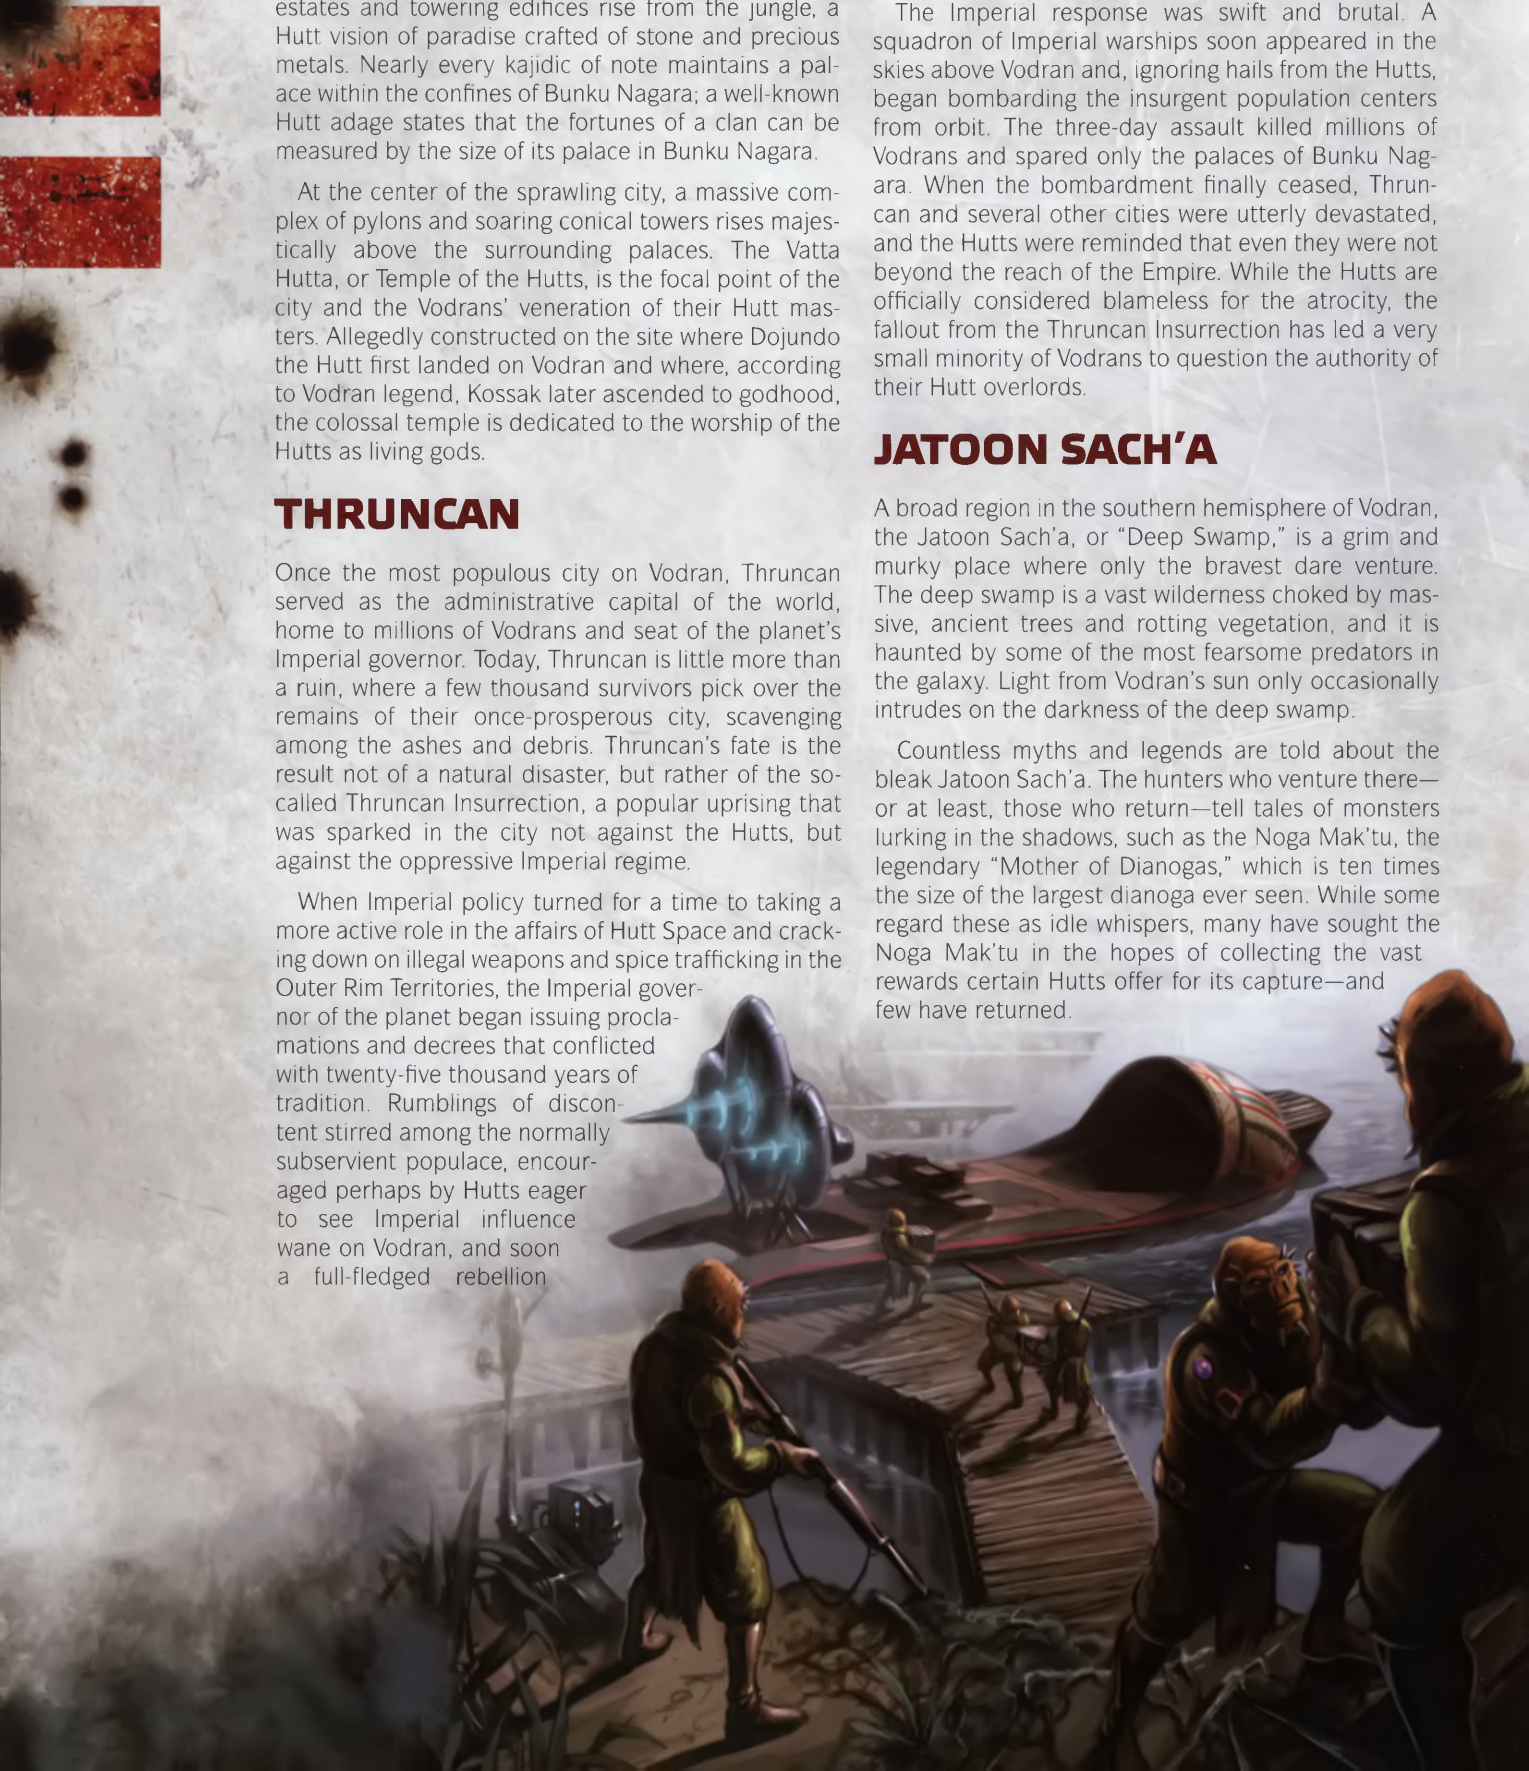 estates and towering edifices rise from the jungle, a
Hutt vision of paradise crafted of stone and precious
metals. Nearly every kajidic of note maintains a pal-
ace within the confines of Bunku Nagara; a well-known
Hutt adage states that the fortunes of a clan can be
measured by the size of its palace in Bunku Nagara.
At the center of the sprawling city, a massive com-
plex of pylons and soaring conical towers rises majes-
tically above the surrounding palaces. The Vatta
Hutta, or Temple of the Hutts, is the focal point of the
city and the Vodrans' veneration of their Hutt mas-
ters. Allegedly constructed on the site where Dojundo
the Hutt first landed on Vodran and where, according
to Vodran legend, Kossak later ascended to godhood,
the colossal temple is dedicated to the worship of the
Hutts as living gods.
THRUNCAN
Once the most populous city on Vodran, Thruncan
served as the administrative capital of the world,
home to millions of Vodrans and seat of the planet's
Imperial governor. Today, Thruncan is little more than
a ruin, where a few thousand survivors pick over the
remains of their once-prosperous city, scavenging
among the ashes and debris. Thruncan's fate is the
result not of a natural disaster, but rather of the so-
called Thruncan Insurrection, a popular uprising that
was sparked in the city not against the Hutts, but
against the oppressive Imperial regime.
When Imperial policy turned for a time to taking a
more active role in the affairs of Hutt Space and crack-
ing down on illegal weapons and spice trafficking in the
Outer Rim Territories, the Imperial gover-
nor of the planet began issuing procla-
mations and decrees that conflicted
with twenty-five thousand years of
tradition. Rumblings of discon-
tent stirred among the normally
subservient populace, encour-
aged perhaps by Hutts eager
to see Imperial influence
wane on Vodran, and soon
a full-fledged rebellion
The Imperial response was swift and brutal. A
squadron of Imperial warships soon appeared in the
skies above Vodran and, ignoring hails from the Hutts,
began bombarding the insurgent population centers
from orbit. The three-day assault killed millions of
Vodrans and spared only the palaces of Bunku Nag-
ara. When the bombardment finally ceased, Thrun-
can and several other cities were utterly devastated,
and the Hutts were reminded that even they were not
beyond the reach of the Empire. While the Hutts are
officially considered blameless for the atrocity, the
fallout from the Thruncan Insurrection has led a very
small minority of Vodrans to question the authority of
their Hutt overlords.
JATOON SACH'A
A broad region in the southern hemisphere of Vodran,
the Jatoon Sach'a, or “Deep Swamp,” is a grim and
murky place where only the bravest dare venture.
The deep swamp is a vast wilderness choked by mas-
sive, ancient trees and rotting vegetation, and it is
haunted by some of the most fearsome predators in
the galaxy. Light from Vodran's sun only occasionally
intrudes on the darkness of the deep swamp.
Countless myths and legends are told about the
bleak Jatoon Sach'a. The hunters who venture there—
or at least, those who return—tell tales of monsters
lurking in the shadows, such as the Noga Mak'tu, the
legendary “Mother of Dianogas,” which is ten times
the size of the largest dianoga ever seen. While some
regard these as idle whispers, many have sought the
Noga Mak'tu in the hopes of collecting the vast
rewards certain Hutts offer for its capture—and
few have returned.